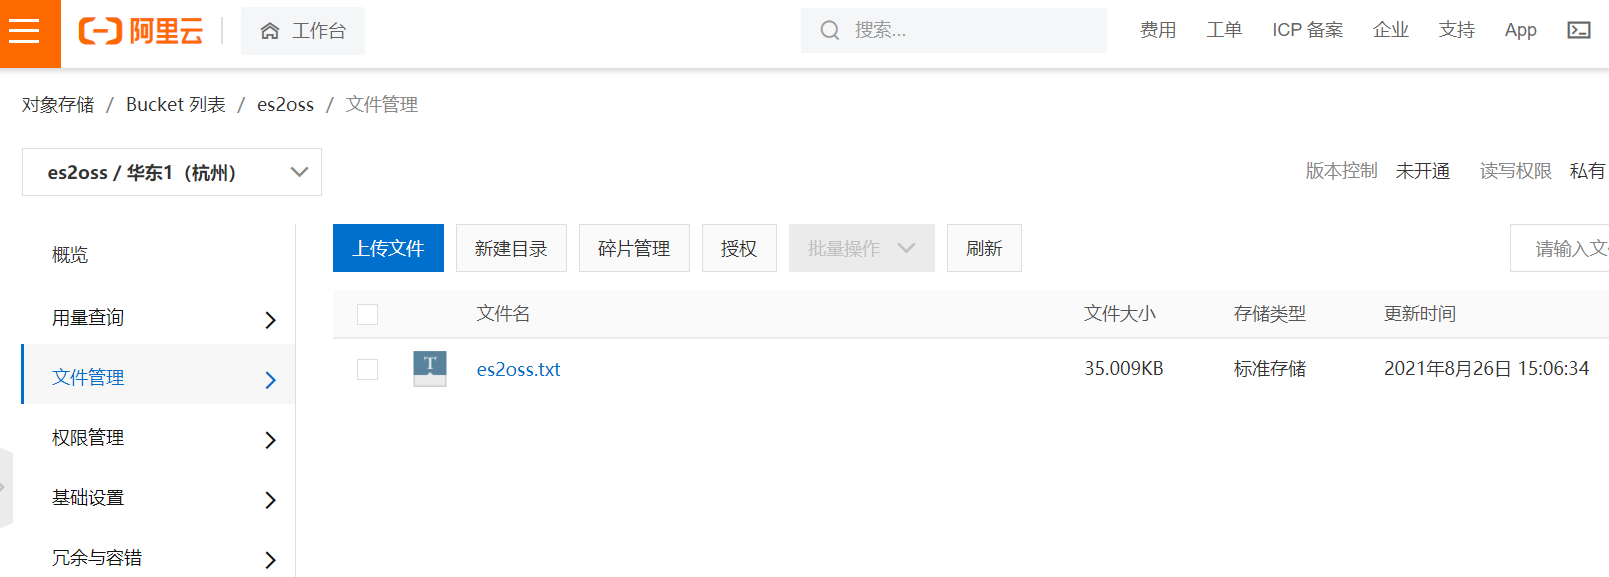 阿里云 工作台 搜索... 费用 工单 ICP 备案 企业 支持 App
对象存储 / Bucket 列表 / es2oss / 文件管理
es2oss / 华东1（杭州） 版本控制 未开通 读写权限 私有
上传文件 新建目录 碎片管理 授权 批量操作 刷新 请输入文
概览
文件名 文件大小 存储类型 更新时间
用量查询
es2oss.txt 35.009KB 标准存储 2021年8月26日 15:06:34
文件管理
权限管理
基础设置
冗余与容错